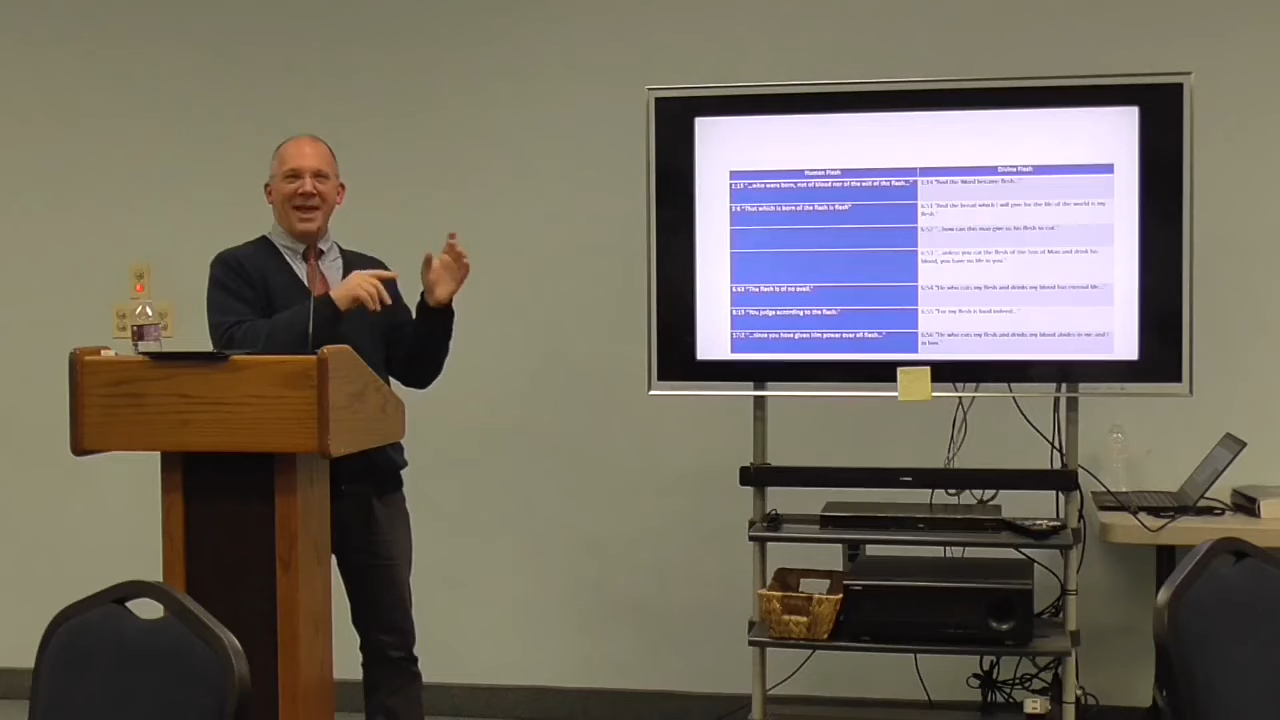 Human Flesh
Divine Flesh
1:13 "...who were born, not of blood nor of the will of the flesh..."
1:14 "And the Word became flesh..."
3:6 "That which is born of the flesh is flesh"
6:51 "And the bread which I will give for the life of the world is my
flesh."
6:52 "...how can this man give us his flesh to eat."
6:53 "...unless you eat the flesh of the Son of Man and drink his
blood, you have no life in you."
6:63 "The flesh is of no avail."
6:54 "He who eats my flesh and drinks my blood has eternal life..."
8:15 "You judge according to the flesh."
6:55 "For my flesh is food indeed..."
17:2 "...since you have given him power over all flesh..."
6:56 "He who eats my flesh and drinks my blood abides in me and I
in him."